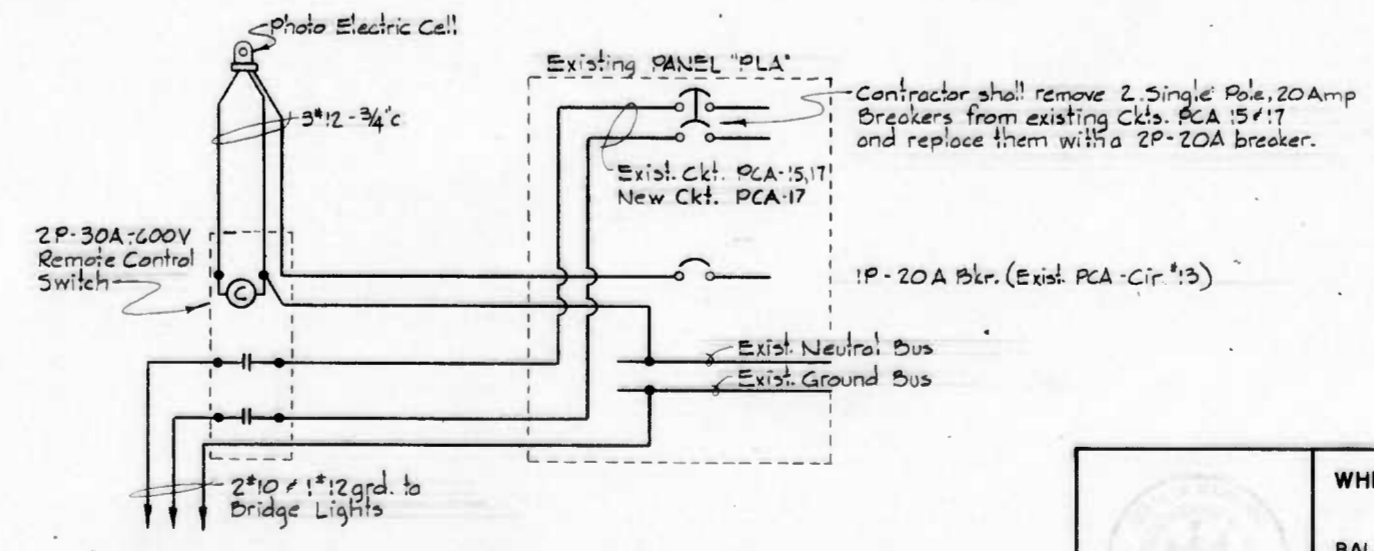 Photo Electric Cell
Existing PANEL "PLA"
3#12-3/4"c
Contractor shall remove 2 Single Pole, 20 Amp
Breakers from existing Ckts. PCA 15 & 17
and replace them with a 2P-20A breaker.
Exist. Ckt. PCA-15,17
New Ckt. PCA-17
2P-30A-600V
Remote Control
Switch
C
1P-20A Bkr. (Exist. PCA-Cir. #13)
Exist. Neutral Bus
Exist. Ground Bus
2#10 & 1#12 grd. to
Bridge Lights